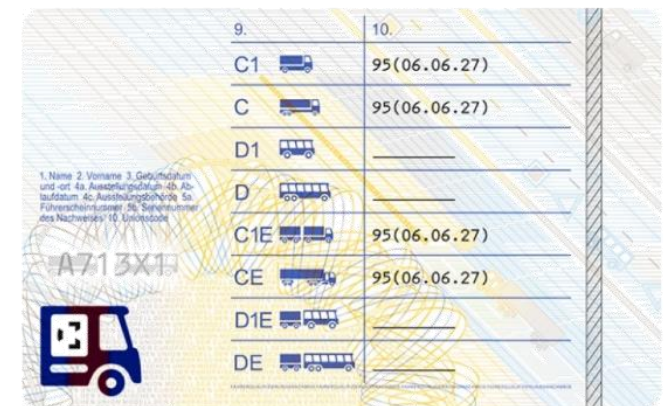 9. 10.
C1 95(06.06.27)
C 95(06.06.27)
D1
D
C1E 95(06.06.27)
CE 95(06.06.27)
D1E
DE
1. Name 2. Vorname 3. Geburtsdatum
und -ort 4a. Ausstellungsdatum 4b. Ab-
laufdatum 4c. Ausstellungsbehörde 5a.
Führerscheinnummer 5b. Seriennummer
des Nachweises 10. Unionscode
A713X1